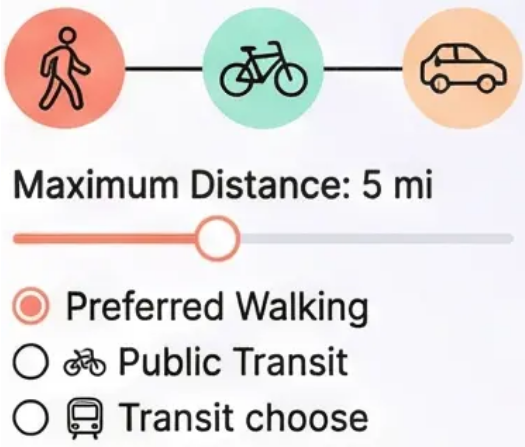 Maximum Distance: 5 mi
Preferred Walking
Public Transit
Transit choose